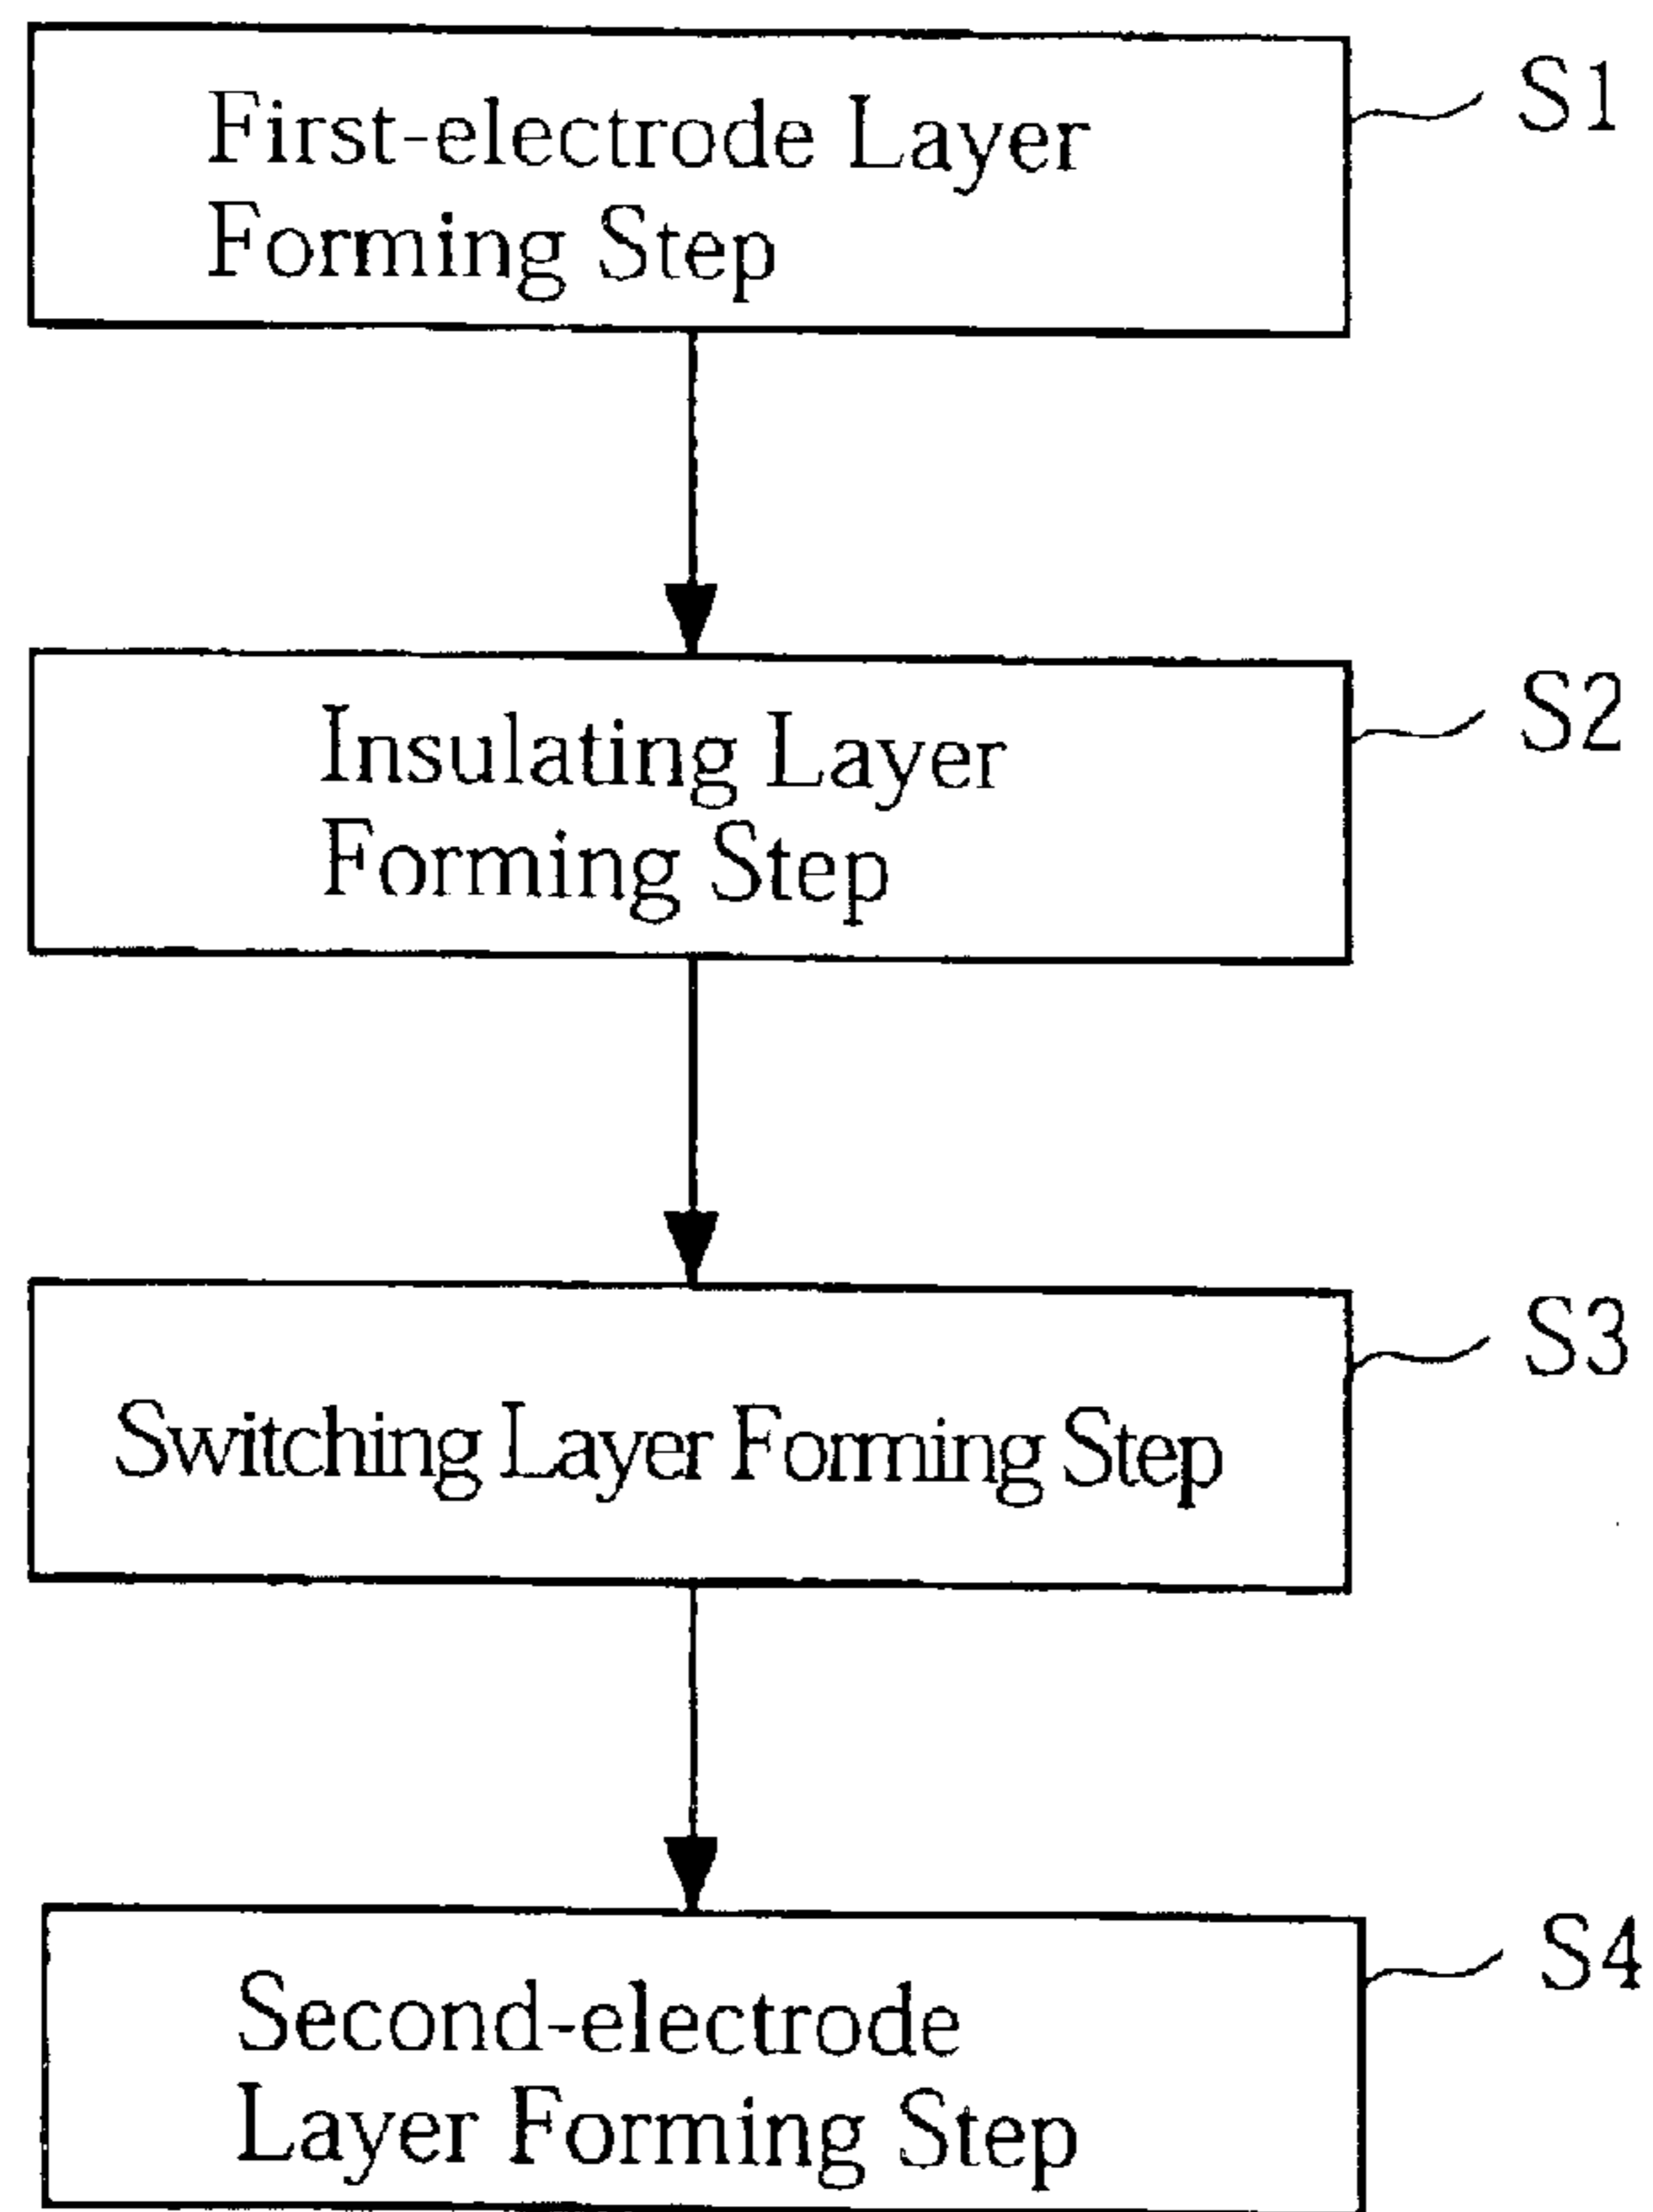 First-electrode Layer
Forming Step
S1
Insulating Layer
Forming Step
S2
Switching Layer Forming Step
S3
Second-electrode
Layer Forming Step
S4